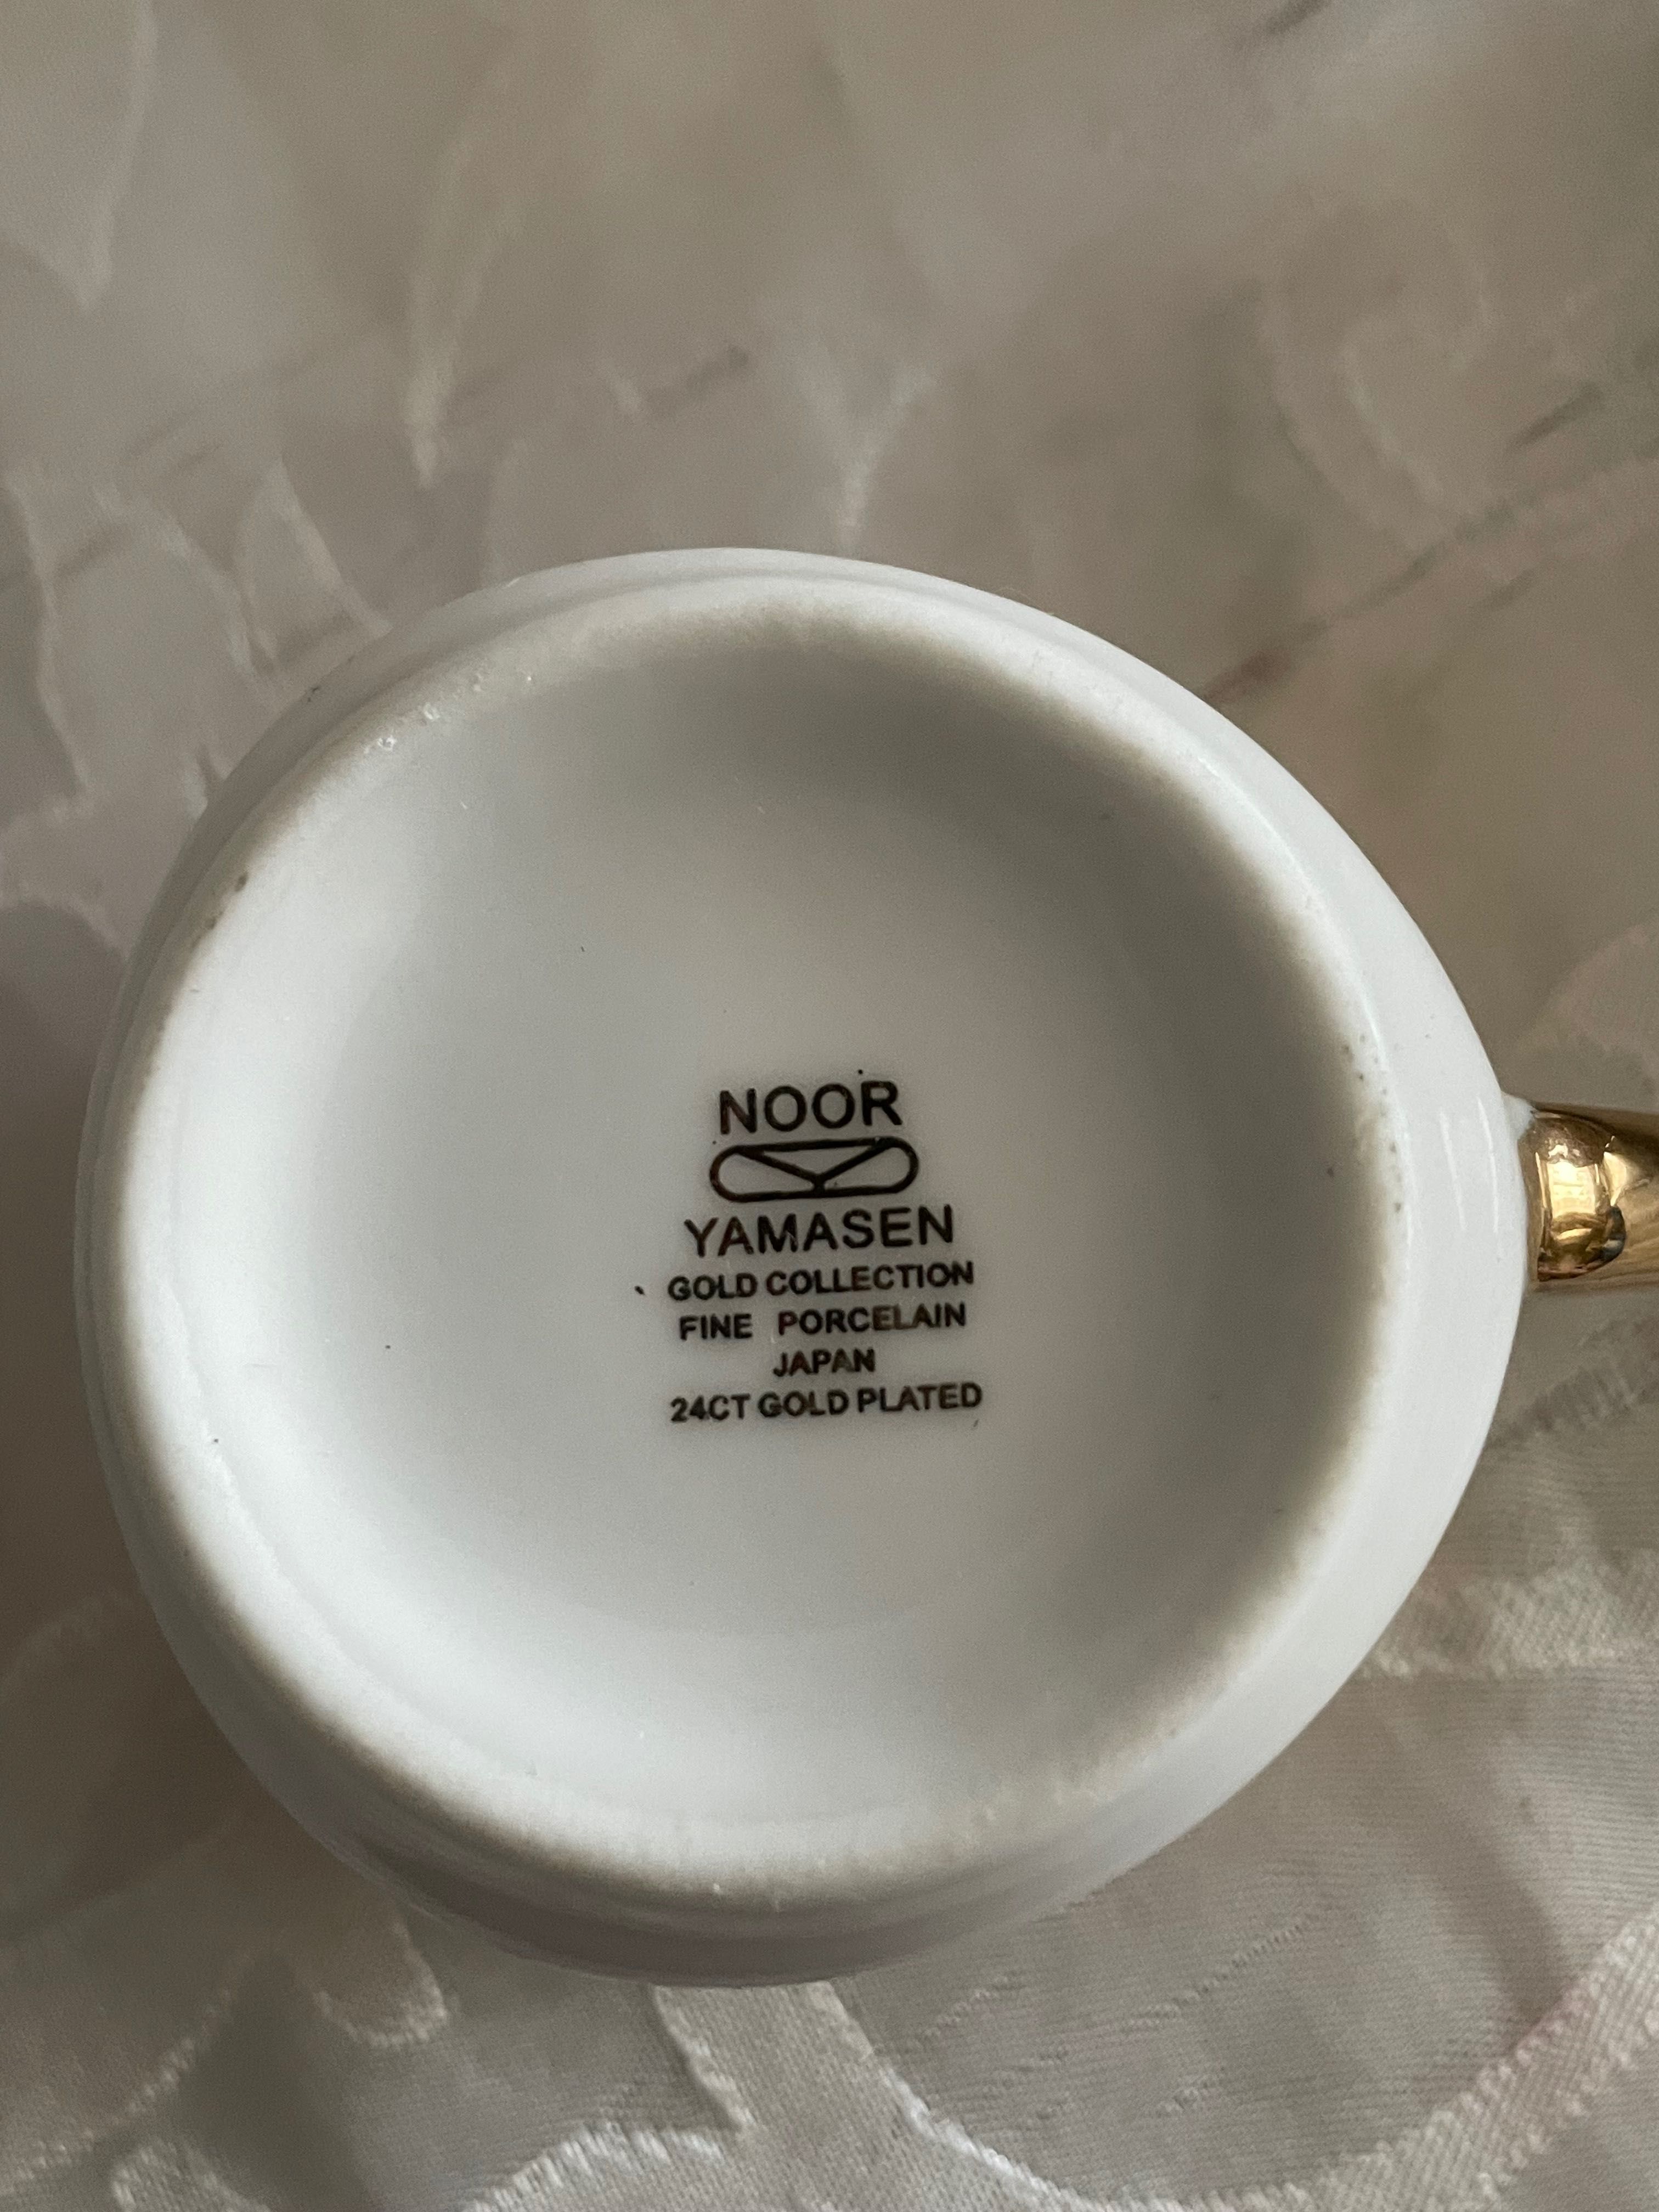 NOOR
YAMASEN
GOLD COLLECTION
FINE PORCELAIN
JAPAN
24CT GOLD PLATED